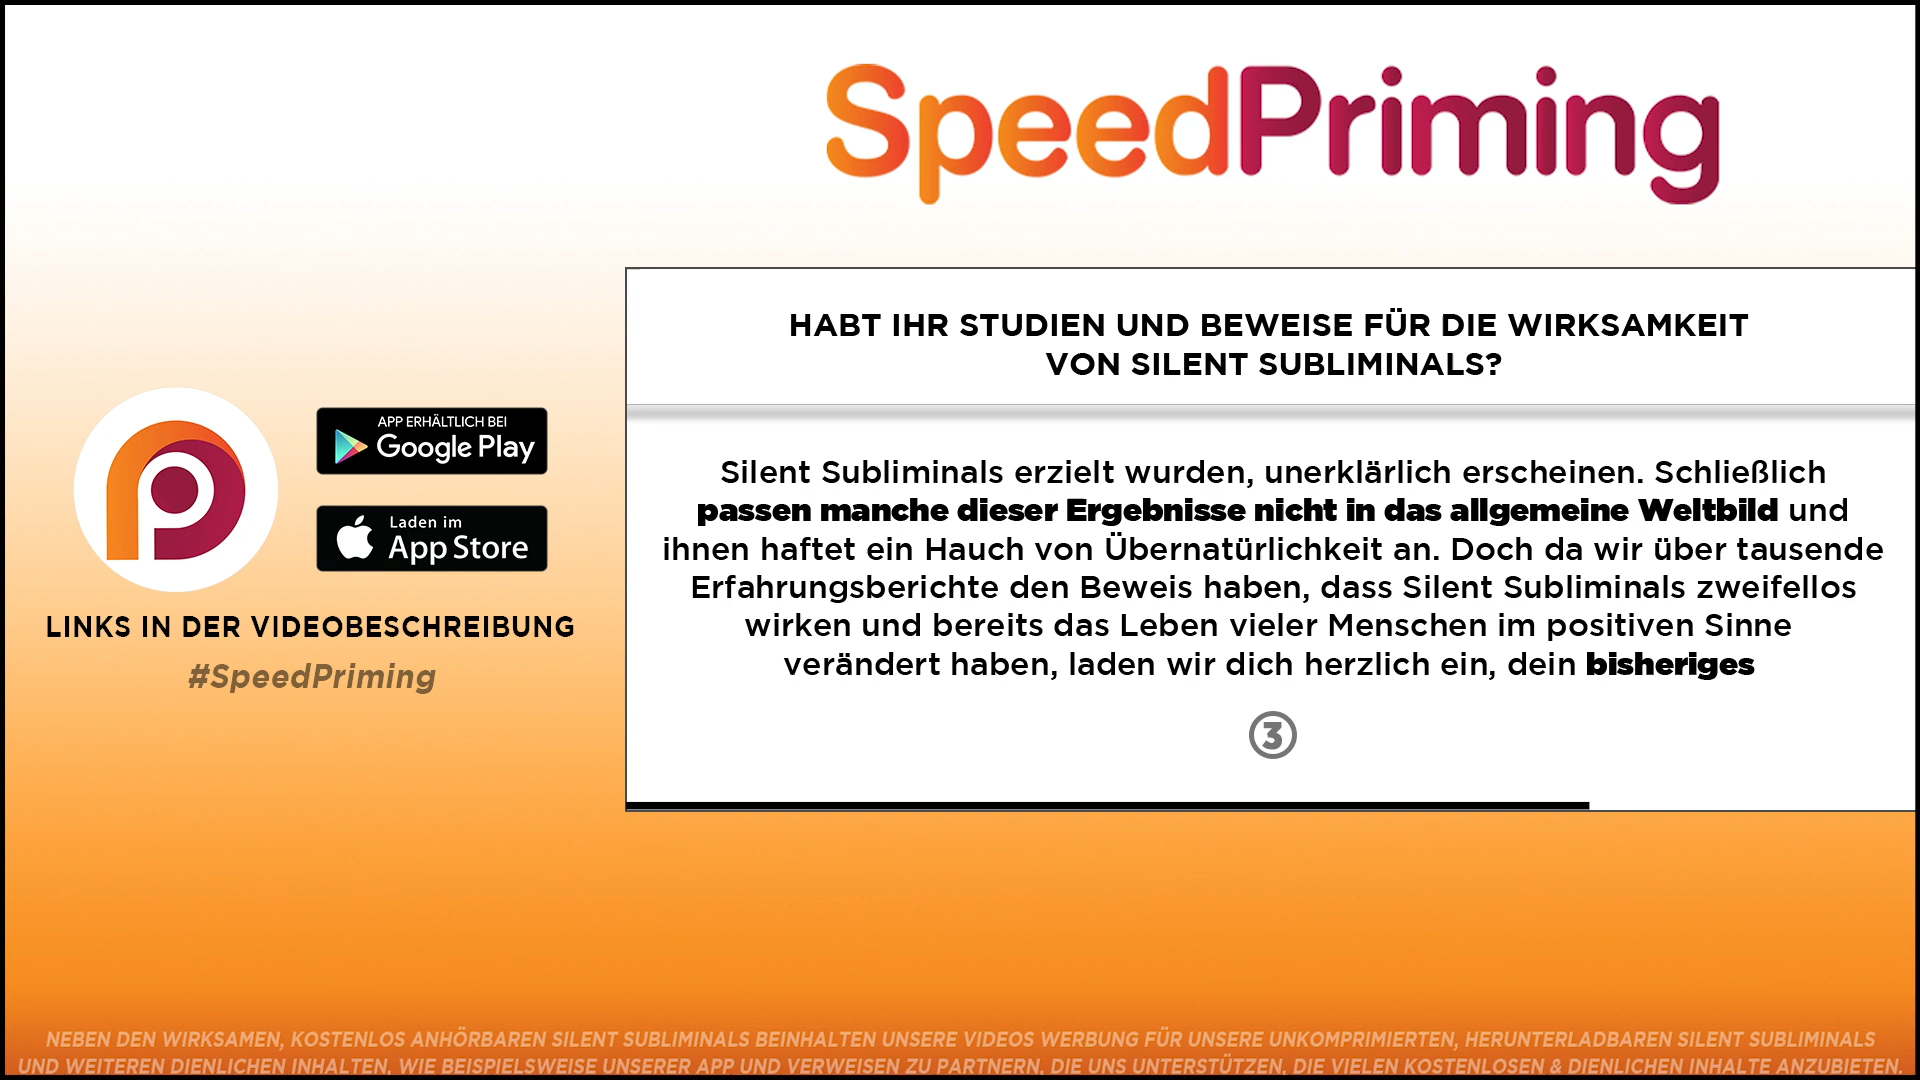 SpeedPriming
HABT IHR STUDIEN UND BEWEISE FÜR DIE WIRKSAMKEIT
VON SILENT SUBLIMINALS?
Silent Subliminals erzielt wurden, unerklärlich erscheinen. Schließlich
passen manche dieser Ergebnisse nicht in das allgemeine Weltbild und
ihnen haftet ein Hauch von Übernatürlichkeit an. Doch da wir über tausende
Erfahrungsberichte den Beweis haben, dass Silent Subliminals zweifellos
wirken und bereits das Leben vieler Menschen im positiven Sinne
verändert haben, laden wir dich herzlich ein, dein bisheriges
3
APP ERHÄLTLICH BEI
Google Play
Laden im
App Store
LINKS IN DER VIDEOBESCHREIBUNG
#SpeedPriming
NEBEN DEN WIRKSAMEN, KOSTENLOS ANHÖRBAREN SILENT SUBLIMINALS BEINHALTEN UNSERE VIDEOS WERBUNG FÜR UNSERE UNKOMPRIMIERTEN, HERUNTERLADBAREN SILENT SUBLIMINALS
UND WEITEREN DIENLICHEN INHALTEN, WIE BEISPIELSWEISE UNSERER APP UND VERWEISEN ZU PARTNERN, DIE UNS UNTERSTÜTZEN, DIE VIELEN KOSTENLOSEN & DIENLICHEN INHALTE ANZUBIETEN.